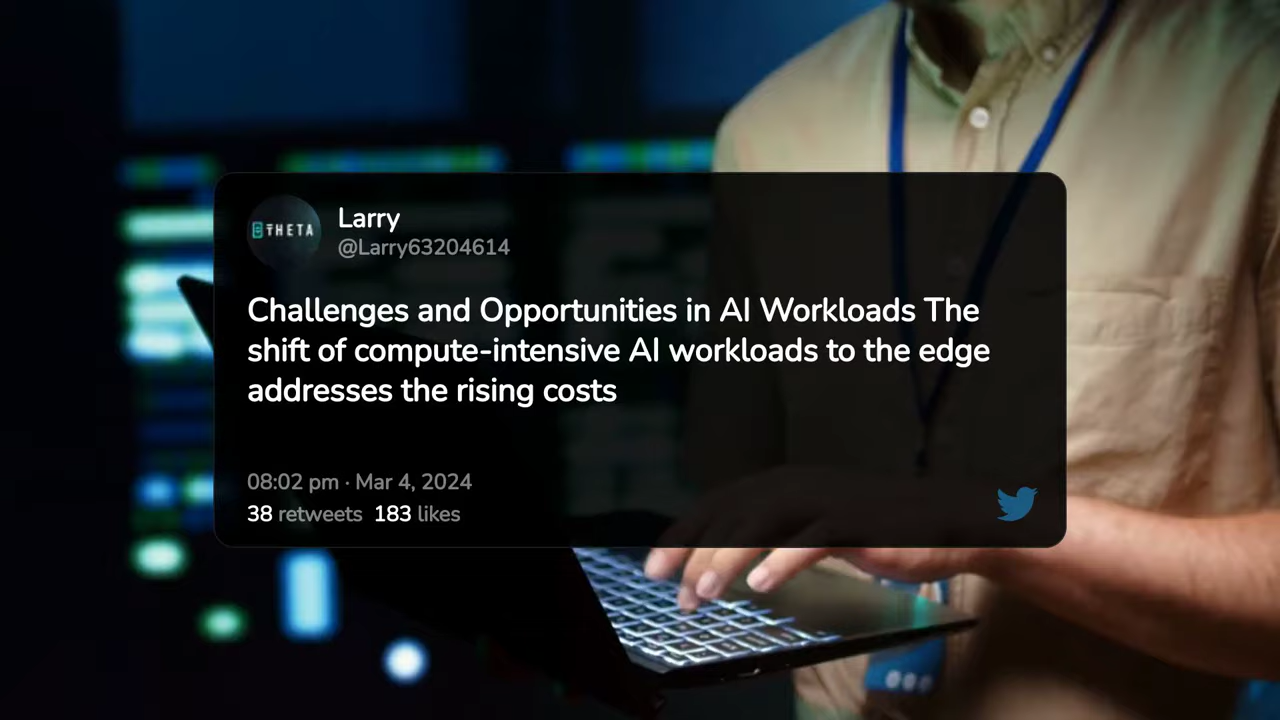 THETA
Larry
@Larry63204614
Challenges and Opportunities in AI Workloads The
shift of compute-intensive AI workloads to the edge
addresses the rising costs
08:02 pm · Mar 4, 2024
38 retweets 183 likes